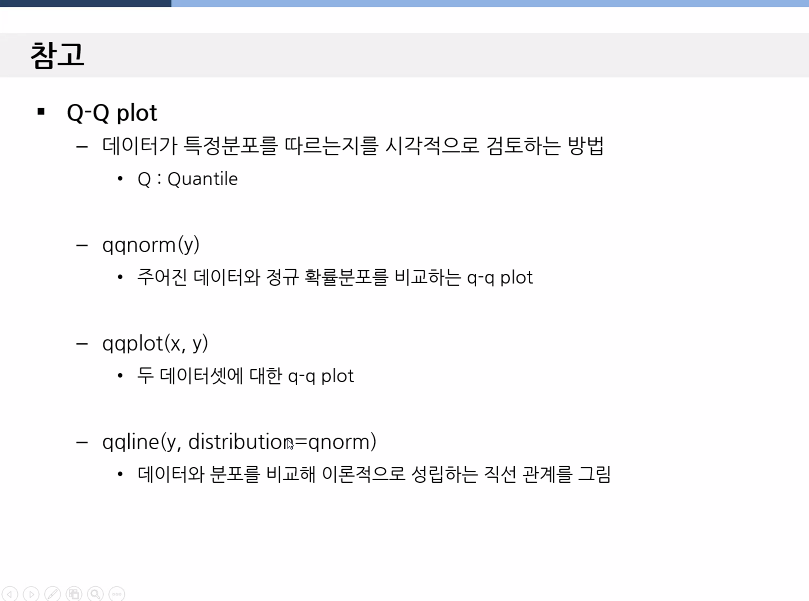 참고
▪ Q-Q plot
– 데이터가 특정분포를 따르는지를 시각적으로 검토하는 방법
• Q : Quantile
– qqnorm(y)
• 주어진 데이터와 정규 확률분포를 비교하는 q-q plot
– qqplot(x, y)
• 두 데이터셋에 대한 q-q plot
– qqline(y, distribution=qnorm)
• 데이터와 분포를 비교해 이론적으로 성립하는 직선 관계를 그림